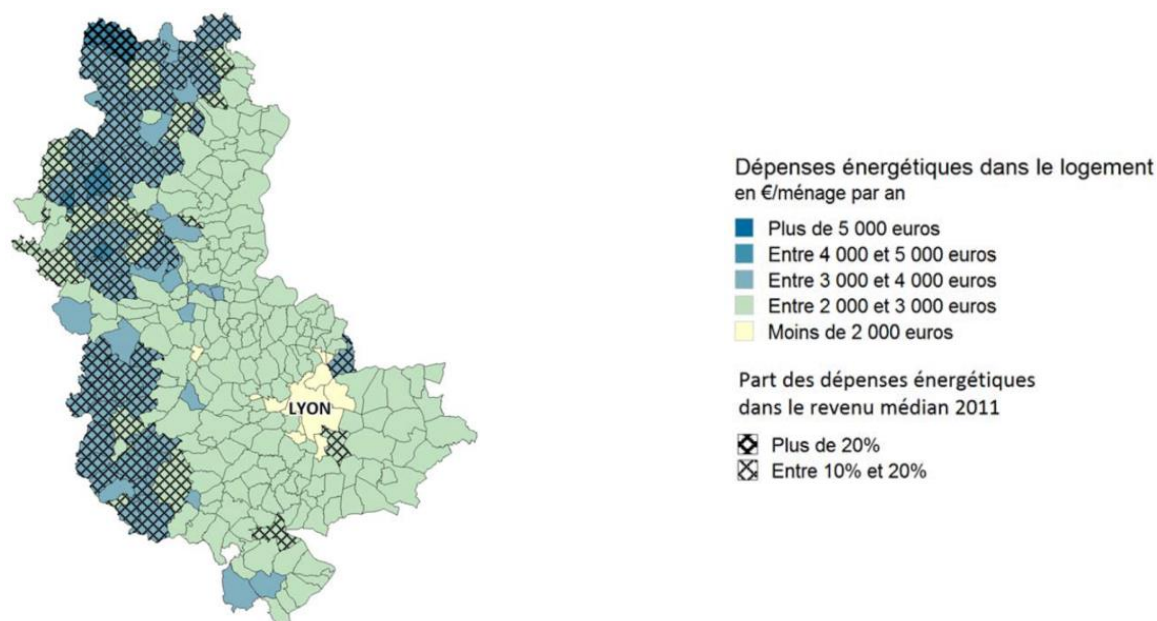 LYON
Dépenses énergétiques dans le logement
en €/ménage par an
Plus de 5 000 euros
Entre 4 000 et 5 000 euros
Entre 3 000 et 4 000 euros
Entre 2 000 et 3 000 euros
Moins de 2 000 euros
Part des dépenses énergétiques
dans le revenu médian 2011
Plus de 20%
Entre 10% et 20%